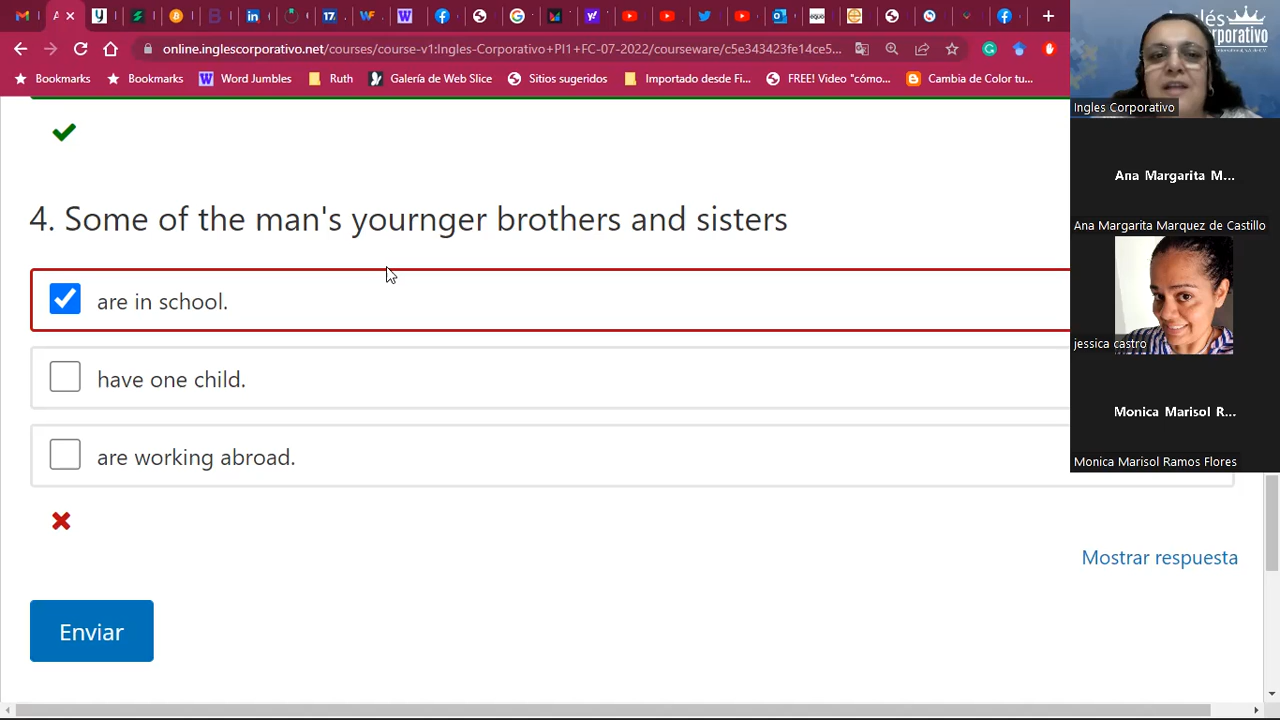 online.inglescorporativo.net/courses/course-v1:Ingles-Corporativo+PI1+FC-07-2022/courseware/c5e343423fe14ce5...
Bookmarks
Bookmarks
Word Jumbles
Ruth
Galería de Web Slice
Sitios sugeridos
Importado desde Fi...
FREE! Video "cómo...
Cambia de Color tu...
4. Some of the man's yournger brothers and sisters
are in school.
have one child.
are working abroad.
Mostrar respuesta
Enviar
Ingles Corporativo
Ana Margarita M...
Ana Margarita Marquez de Castillo
jessica castro
Monica Marisol R...
Monica Marisol Ramos Flores